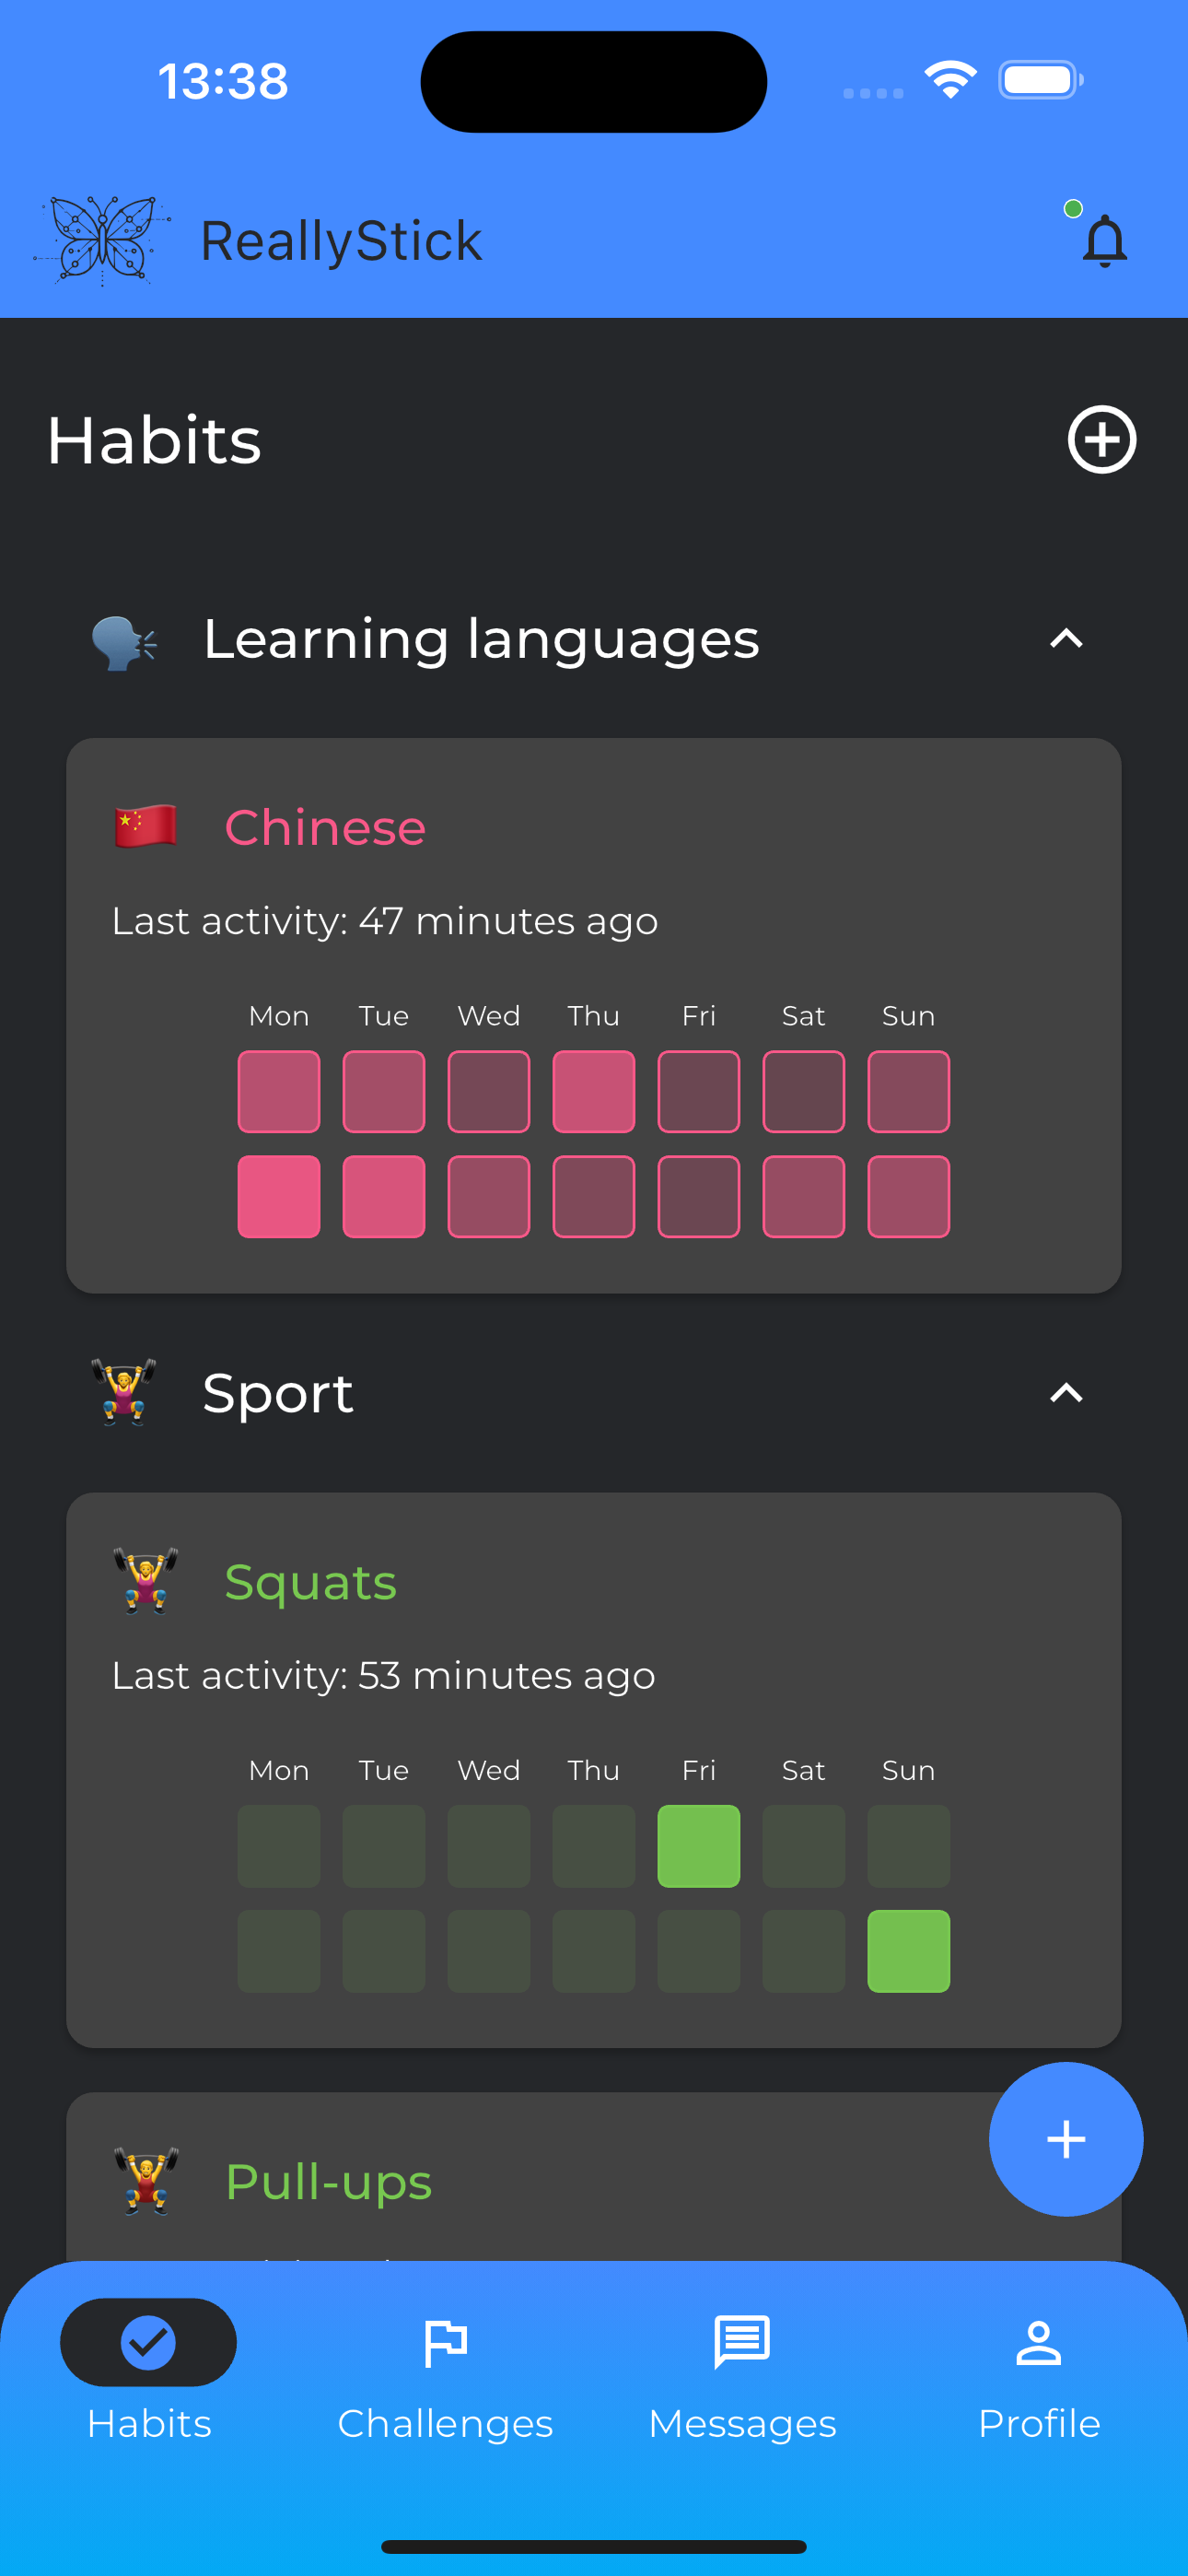 13:38
ReallyStick
Habits
Learning languages
Chinese
Last activity: 47 minutes ago
Mon Tue Wed Thu Fri Sat Sun
Sport
Squats
Last activity: 53 minutes ago
Mon Tue Wed Thu Fri Sat Sun
Pull-ups
Habits Challenges Messages Profile